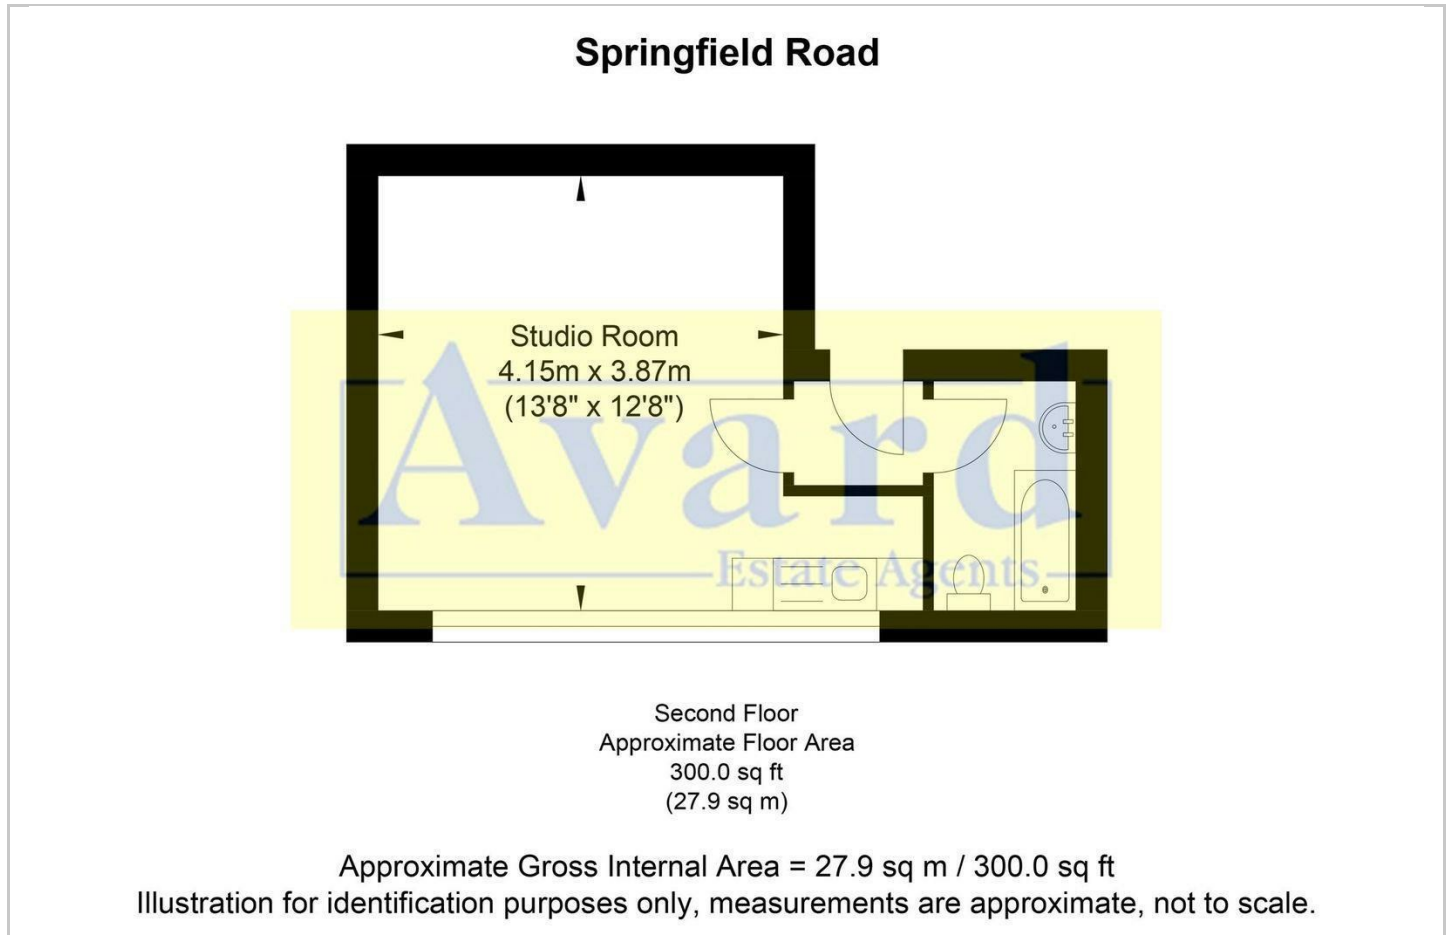 Springfield Road
Studio Room
4.15m x 3.87m
(13'8" x 12'8")
Avard
Estate Agents
Second Floor
Approximate Floor Area
300.0 sq ft
(27.9 sq m)
Approximate Gross Internal Area = 27.9 sq m / 300.0 sq ft
Illustration for identification purposes only, measurements are approximate, not to scale.